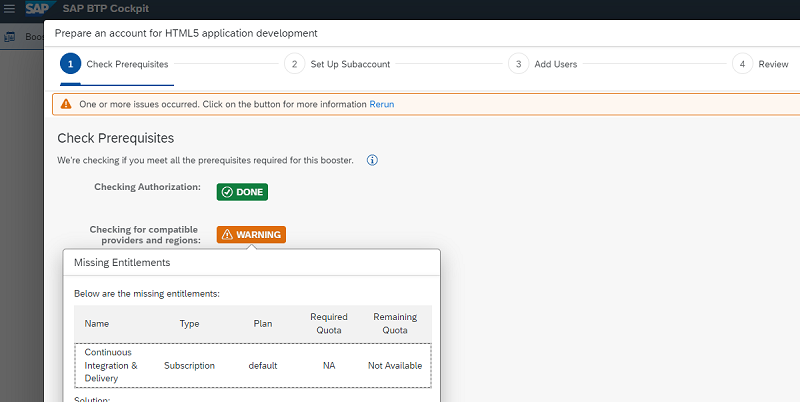 SAP SAP BTP Cockpit
Boos
Prepare an account for HTML5 application development
1 Check Prerequisites 2 Set Up Subaccount 3 Add Users 4 Review
One or more issues occurred. Click on the button for more information Rerun
Check Prerequisites
We're checking if you meet all the prerequisites required for this booster.
Checking Authorization: DONE
Checking for compatible
providers and regions: WARNING
Missing Entitlements
Below are the missing entitlements:
Name Type Plan Required Quota Remaining Quota
Continuous
Integration & Subscription default NA Not Available
Delivery
Solution: